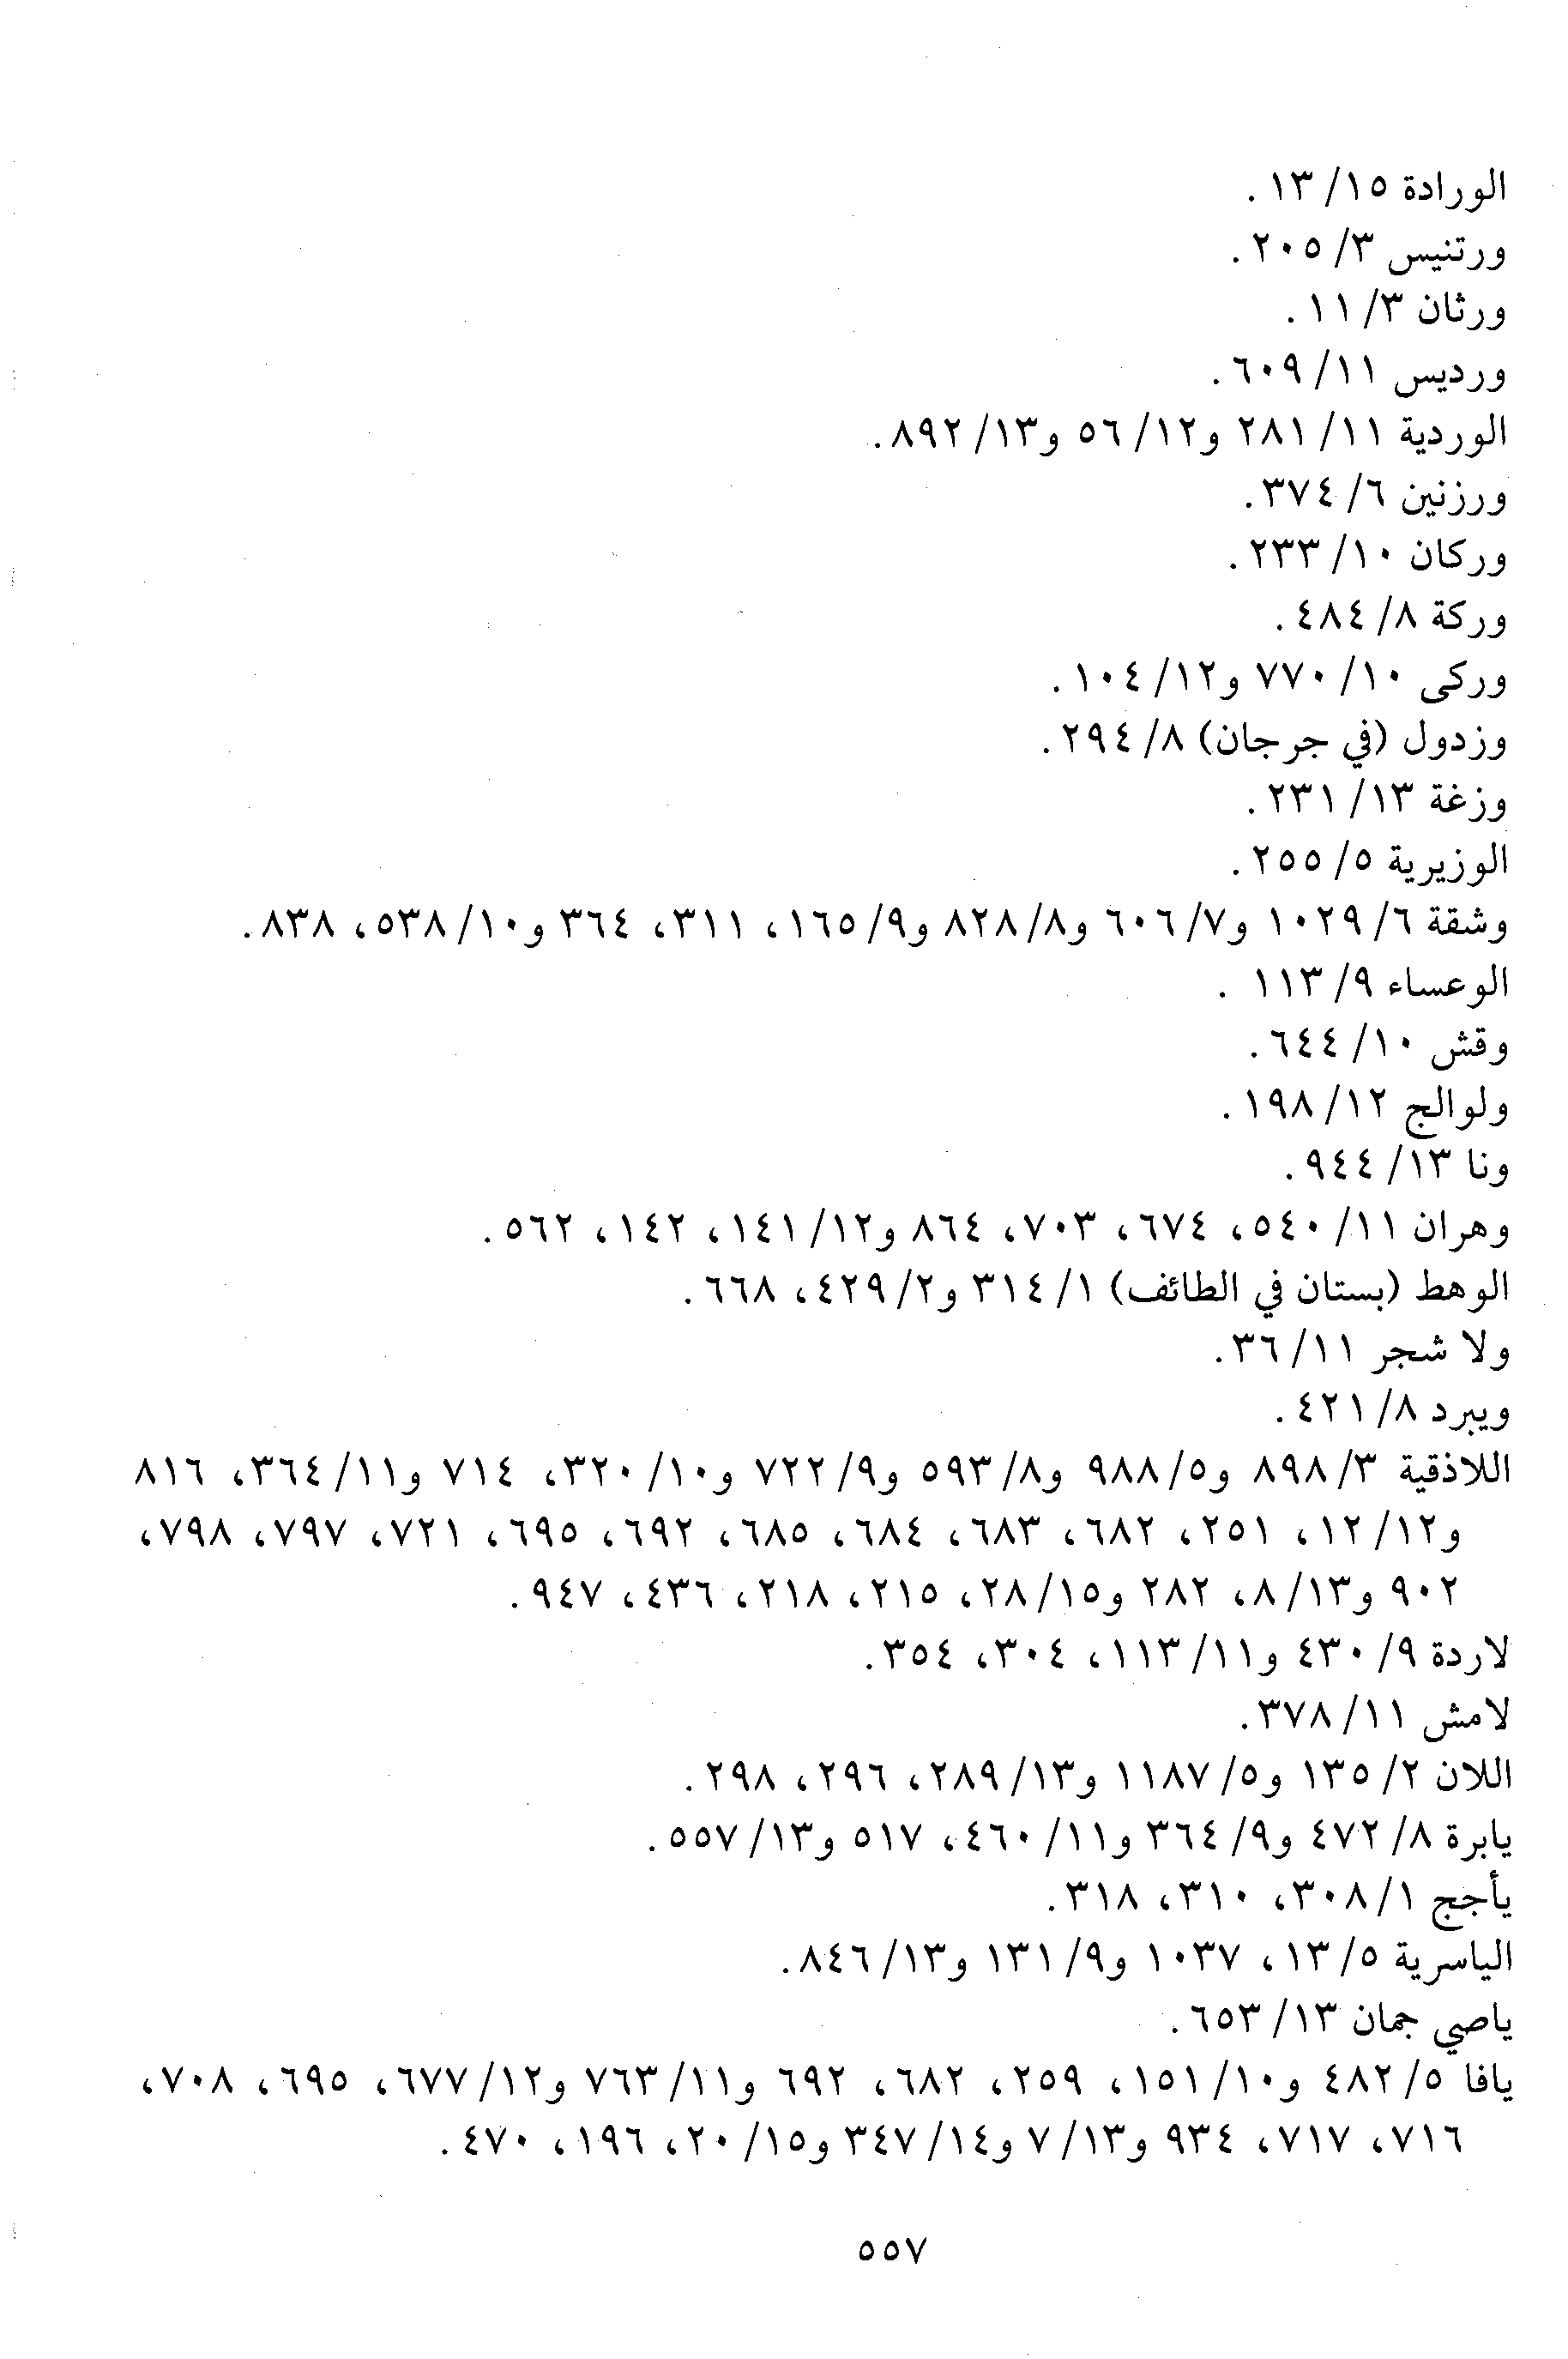 الورادة ١٥/ ١٣ .
ورتنيس ٣/ ٢٠٥ .
ورثان ٣/ ١١ .
ورديس ١١/ ٦٠٩ .
الوردية ١١/ ٢٨١ و١٢/ ٥٦ و١٣/ ٨٩٢ .
ورزنين ٦/ ٣٧٤ .
وركان ١٠/ ٢٣٣ .
وركة ٨/ ٤٨٤ .
وركى ١٠/ ٧٧٠ و١٢/ ١٠٤ .
وزدول (في جرجان) ٨/ ٢٩٤ .
وزغة ١٣/ ٢٣١ .
الوزيرية ٥/ ٢٥٥ .
وشقة ٦/ ١٠٢٩ و٧/ ٦٠٦ و٨/ ٨٢٨ و٩/ ١٦٥، ٣١١، ٣٦٤ و١٠/ ٥٣٨، ٨٣٨ .
الوعساء ٩/ ١١٣ .
وقش ١٠/ ٦٤٤ .
ولوالج ١٢/ ١٩٨ .
ونا ١٣/ ٩٤٤ .
وهران ١١/ ٥٤٠، ٦٧٤، ٧٠٣، ٨٦٤ و١٢/ ١٤١، ١٤٢، ٥٦٢ .
الوهط (بستان في الطائف) ١/ ٣١٤ و٢/ ٤٢٩، ٦٦٨ .
ولا شجر ١١/ ٣٦ .
ويبرد ٨/ ٤٢١ .
اللاذقية ٣/ ٨٩٨ و٥/ ٩٨٨ و٨/ ٥٩٣ و٩/ ٧٢٢ و١٠/ ٣٢٠، ٧١٤ و١١/ ٣٦٤، ٨١٦
و١٢/ ١٢، ٢٥١، ٦٨٢، ٦٨٣، ٦٨٤، ٦٨٥، ٦٩٢، ٦٩٥، ٧٢١، ٧٩٧، ٧٩٨،
٩٠٢ و١٣/ ٨، ٢٨٢ و١٥/ ٢٨، ٢١٥، ٢١٨، ٤٣٦، ٩٤٧ .
لاردة ٩/ ٤٣٠ و١١/ ١١٣، ٣٠٤، ٣٥٤ .
لامش ١١/ ٣٧٨ .
اللان ٢/ ١٣٥ و٥/ ١١٨٧ و١٣/ ٢٨٩، ٢٩٦، ٢٩٨ .
يابرة ٨/ ٤٧٢ و٩/ ٣٦٤ و١١/ ٤٦٠، ٥١٧ و١٣/ ٥٥٧ .
يأجج ١/ ٣٠٨، ٣١٠، ٣١٨ .
الياسرية ٥/ ١٣، ١٠٣٧ و٩/ ١٣١ و١٣/ ٨٤٦ .
ياصي جمان ١٣/ ٦٥٣ .
يافا ٥/ ٤٨٢ و١٠/ ١٥١، ٢٥٩، ٦٨٢، ٦٩٢ و١١/ ٧٦٣ و١٢/ ٦٧٧، ٦٩٥، ٧٠٨،
٧١٦، ٧١٧، ٩٣٤ و١٣/ ٧ و١٤/ ٣٤٧ و١٥/ ٢٠، ١٩٦، ٤٧٠ .
٥٥٧